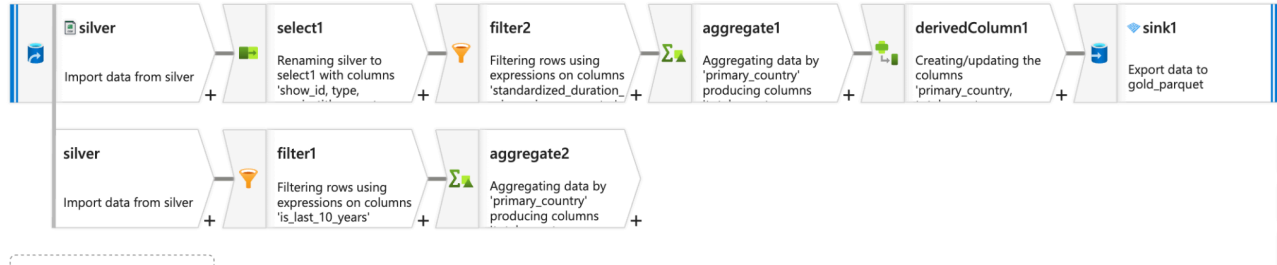 silver
Import data from silver
+
select1
Renaming silver to
select1 with columns
'show_id, type,
+
filter2
Filtering rows using
expressions on columns
'standardized_duration_
+
aggregate1
Aggregating data by
'primary_country'
producing columns
+
derivedColumn1
Creating/updating the
columns
'primary_country,
+
sink1
Export data to
gold_parquet
silver
Import data from silver
+
filter1
Filtering rows using
expressions on columns
'is_last_10_years'
+
aggregate2
Aggregating data by
'primary_country'
producing columns
+